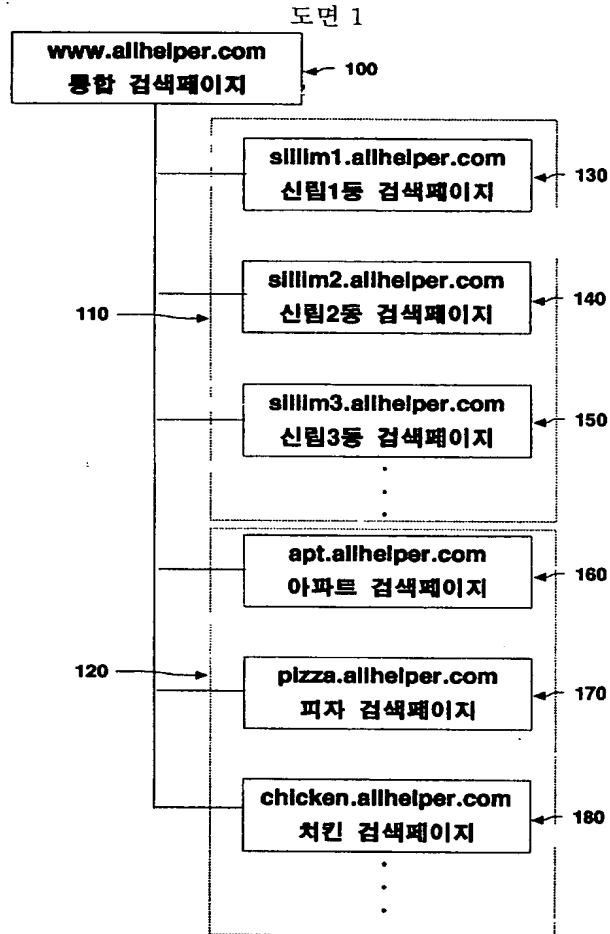 도면 1
www.allhelper.com
통합 검색페이지
100
sillim1.allhelper.com
신림1동 검색페이지
130
sillim2.allhelper.com
신림2동 검색페이지
140
110
sillim3.allhelper.com
신림3동 검색페이지
150
apt.allhelper.com
아파트 검색페이지
160
120
pizza.allhelper.com
피자 검색페이지
170
chicken.allhelper.com
치킨 검색페이지
180